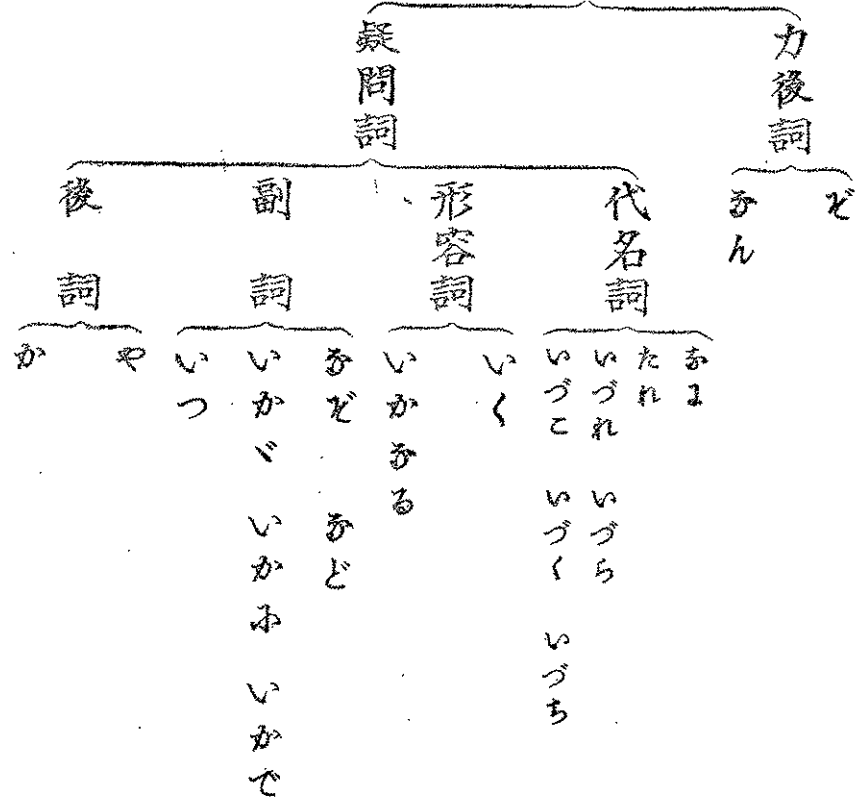 力後詞
ぞ
なん
疑問詞
代名詞
なに
たれ
いづれ いづら
いづこ いづく いづち
形容詞
いく
いかなる
副詞
なぞ など
いかゞ いかに いかで
いつ
後詞
や
か